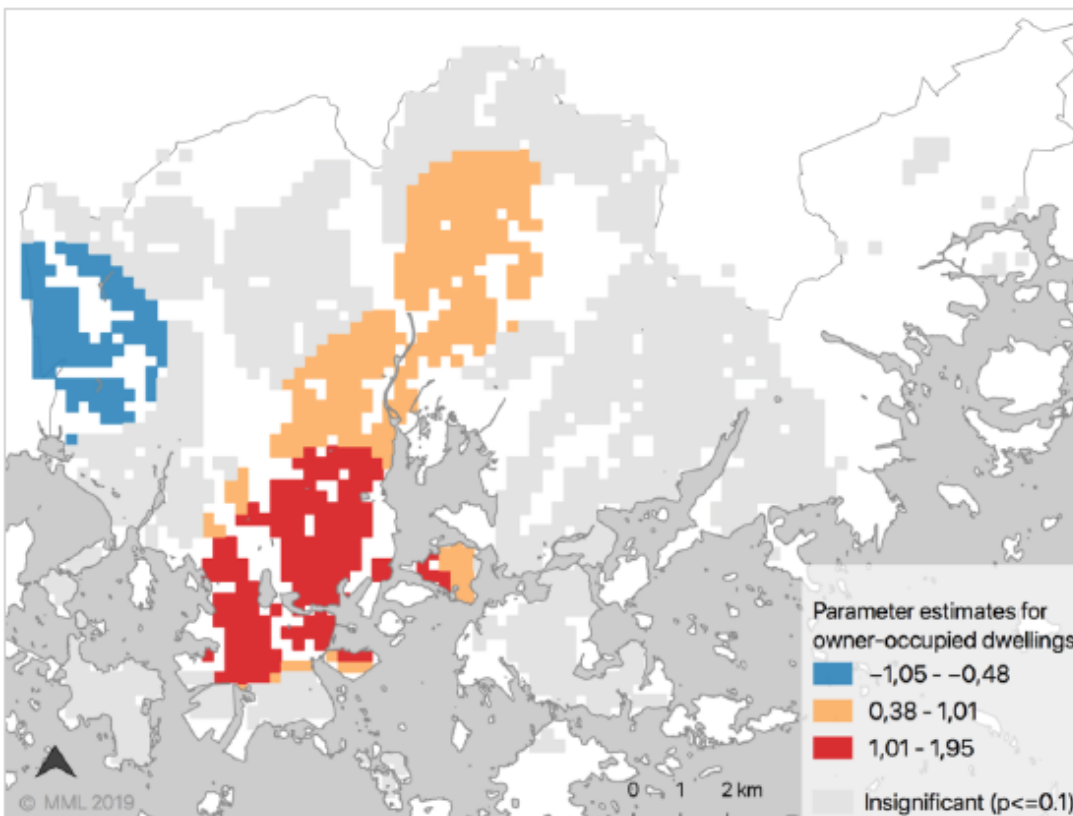 Parameter estimates for
owner-occupied dwellings
−1,05 - −0,48
0,38 - 1,01
1,01 - 1,95
Insignificant (p<=0.1)
0 1 2 km
© MML 2019